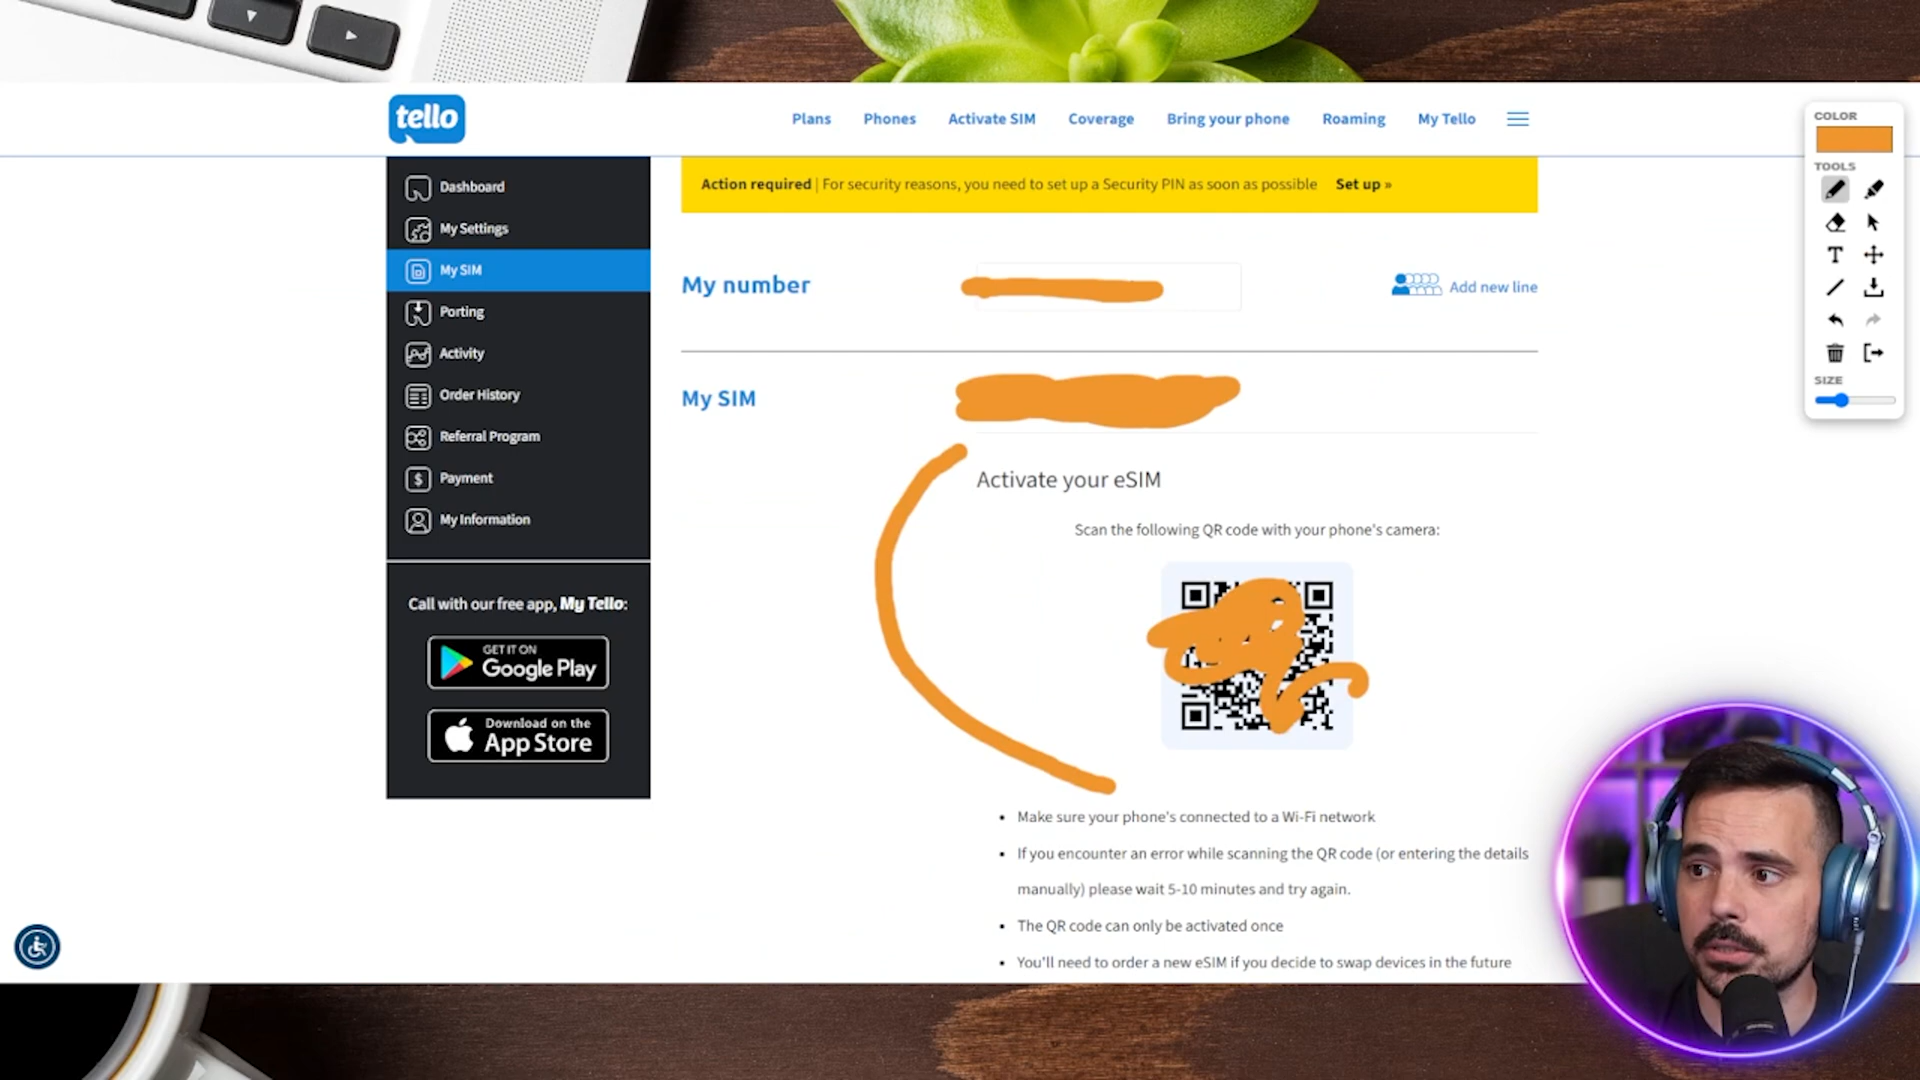 tello
Plans
Phones
Activate SIM
Coverage
Bring your phone
Roaming
My Tello
COLOR
TOOLS
T
SIZE
Dashboard
My Settings
My SIM
Porting
Activity
Order History
Referral Program
$ Payment
My Information
Call with our free app, My Tello:
GET IT ON
Google Play
Download on the
App Store
Action required | For security reasons, you need to set up a Security PIN as soon as possible Set up »
My number
Add new line
My SIM
Activate your eSIM
Scan the following QR code with your phone's camera:
• Make sure your phone's connected to a Wi-Fi network
• If you encounter an error while scanning the QR code (or entering the details
manually) please wait 5-10 minutes and try again.
• The QR code can only be activated once
• You'll need to order a new eSIM if you decide to swap devices in the future